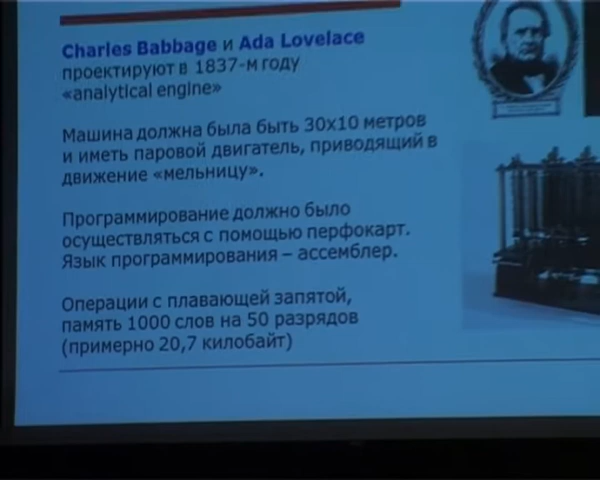 Charles Babbage и Ada Lovelace
проектируют в 1837-м году
«analytical engine»
Машина должна была быть 30x10 метров
и иметь паровой двигатель, приводящий в
движение «мельницу».
Программирование должно было
осуществляться с помощью перфокарт.
Язык программирования – ассемблер.
Операции с плавающей запятой,
память 1000 слов на 50 разрядов
(примерно 20,7 килобайт)